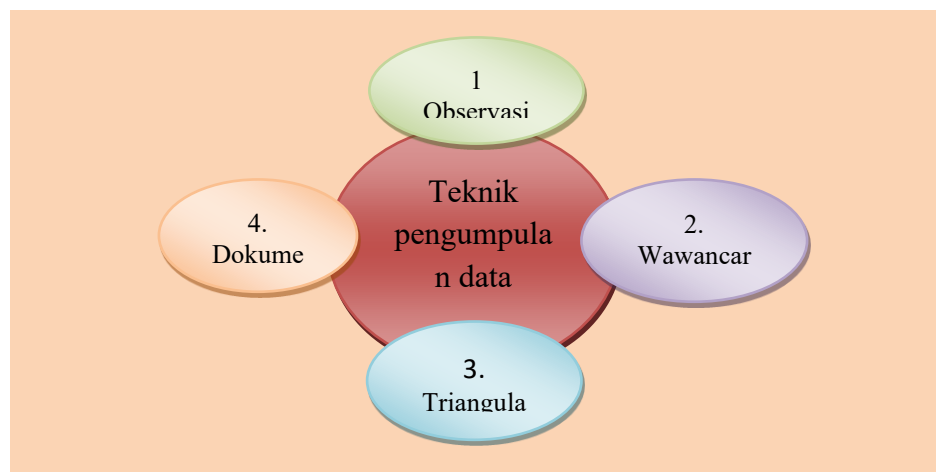 1
Observasi
Teknik
pengumpula
n data
2.
Wawancar
3.
Triangula
4.
Dokume